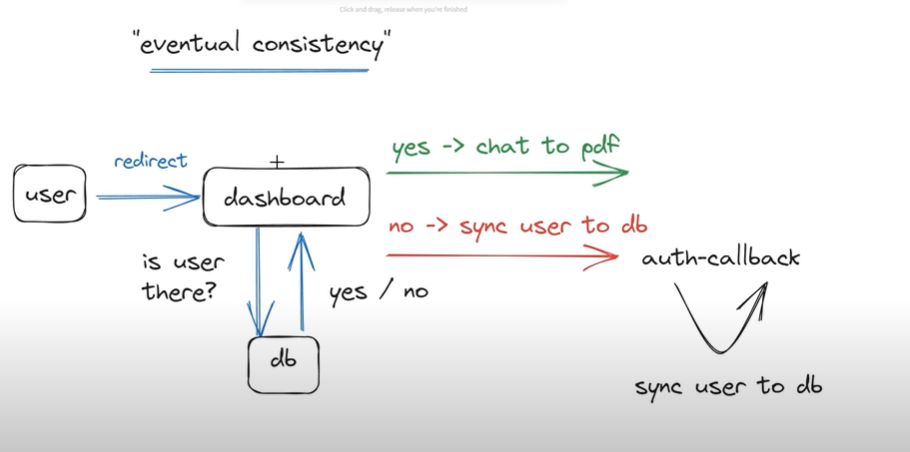 Click and drag, release when you're finished
"eventual consistency"
redirect
user
dashboard
yes -> chat to pdf
no -> sync user to db
is user
there?
yes / no
db
auth-callback
sync user to db